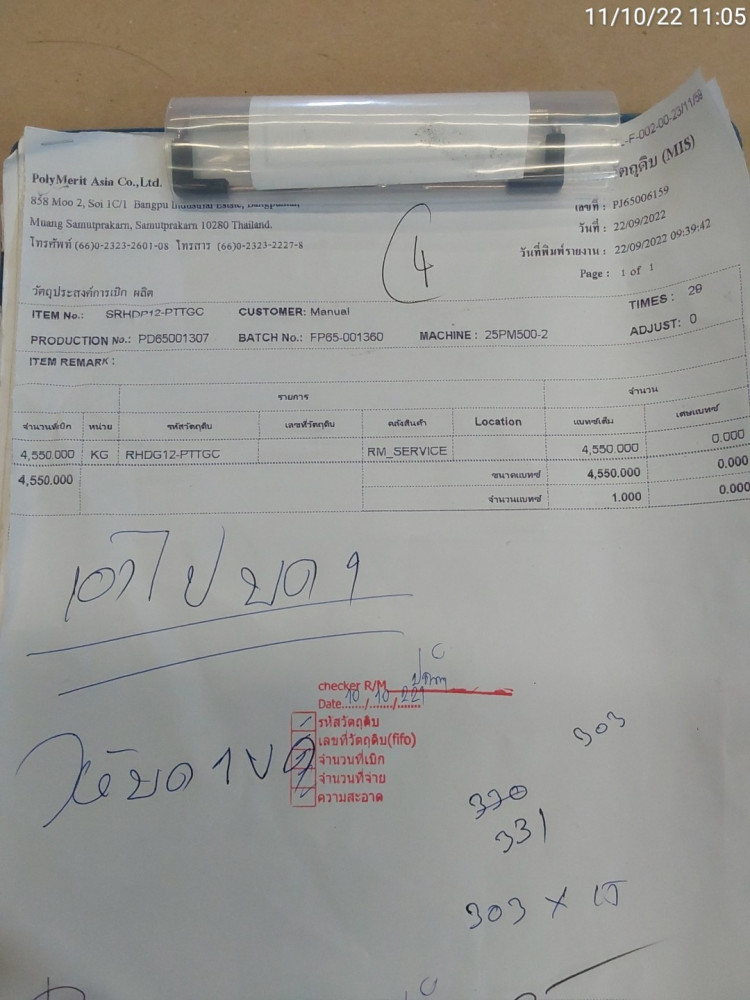 11/10/22 11:05
-F-002-00-23/11/59
PolyMerit Asia Co.,Ltd.
วัตถุดิบ (MIS)
858 Moo 2, Soi 1C/1 Bangpu Industrial Estate,
เลขที่ : PJ65006159
Muang Samutprakarn, Samutprakarn 10280 Thailand.
วันที่ : 22/09/2022
โทรศัพท์ (66)0-2323-2601-08 โทรสาร (66)0-2323-2227-8
วันที่พิมพ์รายงาน : 22/09/2022 09:39:42
4
Page : 1 of 1
วัตถุประสงค์การเบิก ผลิต
ITEM No.: SRHDP12-PTTGC CUSTOMER: Manual TIMES : 29
PRODUCTION No.: PD65001307 BATCH No.: FP65-001360 MACHINE : 25PM500-2 ADJUST: 0
ITEM REMARK :
รายการ จำนวน
จำนวนที่เบิก หน่วย รหัสวัตถุดิบ เลขที่วัตถุดิบ คลังสินค้า Location แบทช์เต็ม เศษแบทช์
4,550.000 KG RHDG12-PTTGC RM_SERVICE 4,550.000 0.000
4,550.000 ขนาดแบทช์ 4,550.000 0.000
จำนวนแบทช์ 1.000 0.000
เอาไปบด
checker R/M
Date 10/10/22
รหัสวัตถุดิบ
เลขที่วัตถุดิบ(fifo)
จำนวนที่เบิก
จำนวนที่จ่าย
ความสะอาด
ให้บด
303
330
331
303 ×